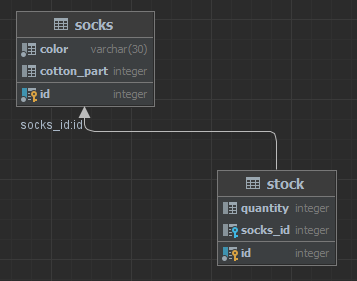 socks
color varchar(30)
cotton_part integer
id integer
socks_id:id
stock
quantity integer
socks_id integer
id integer